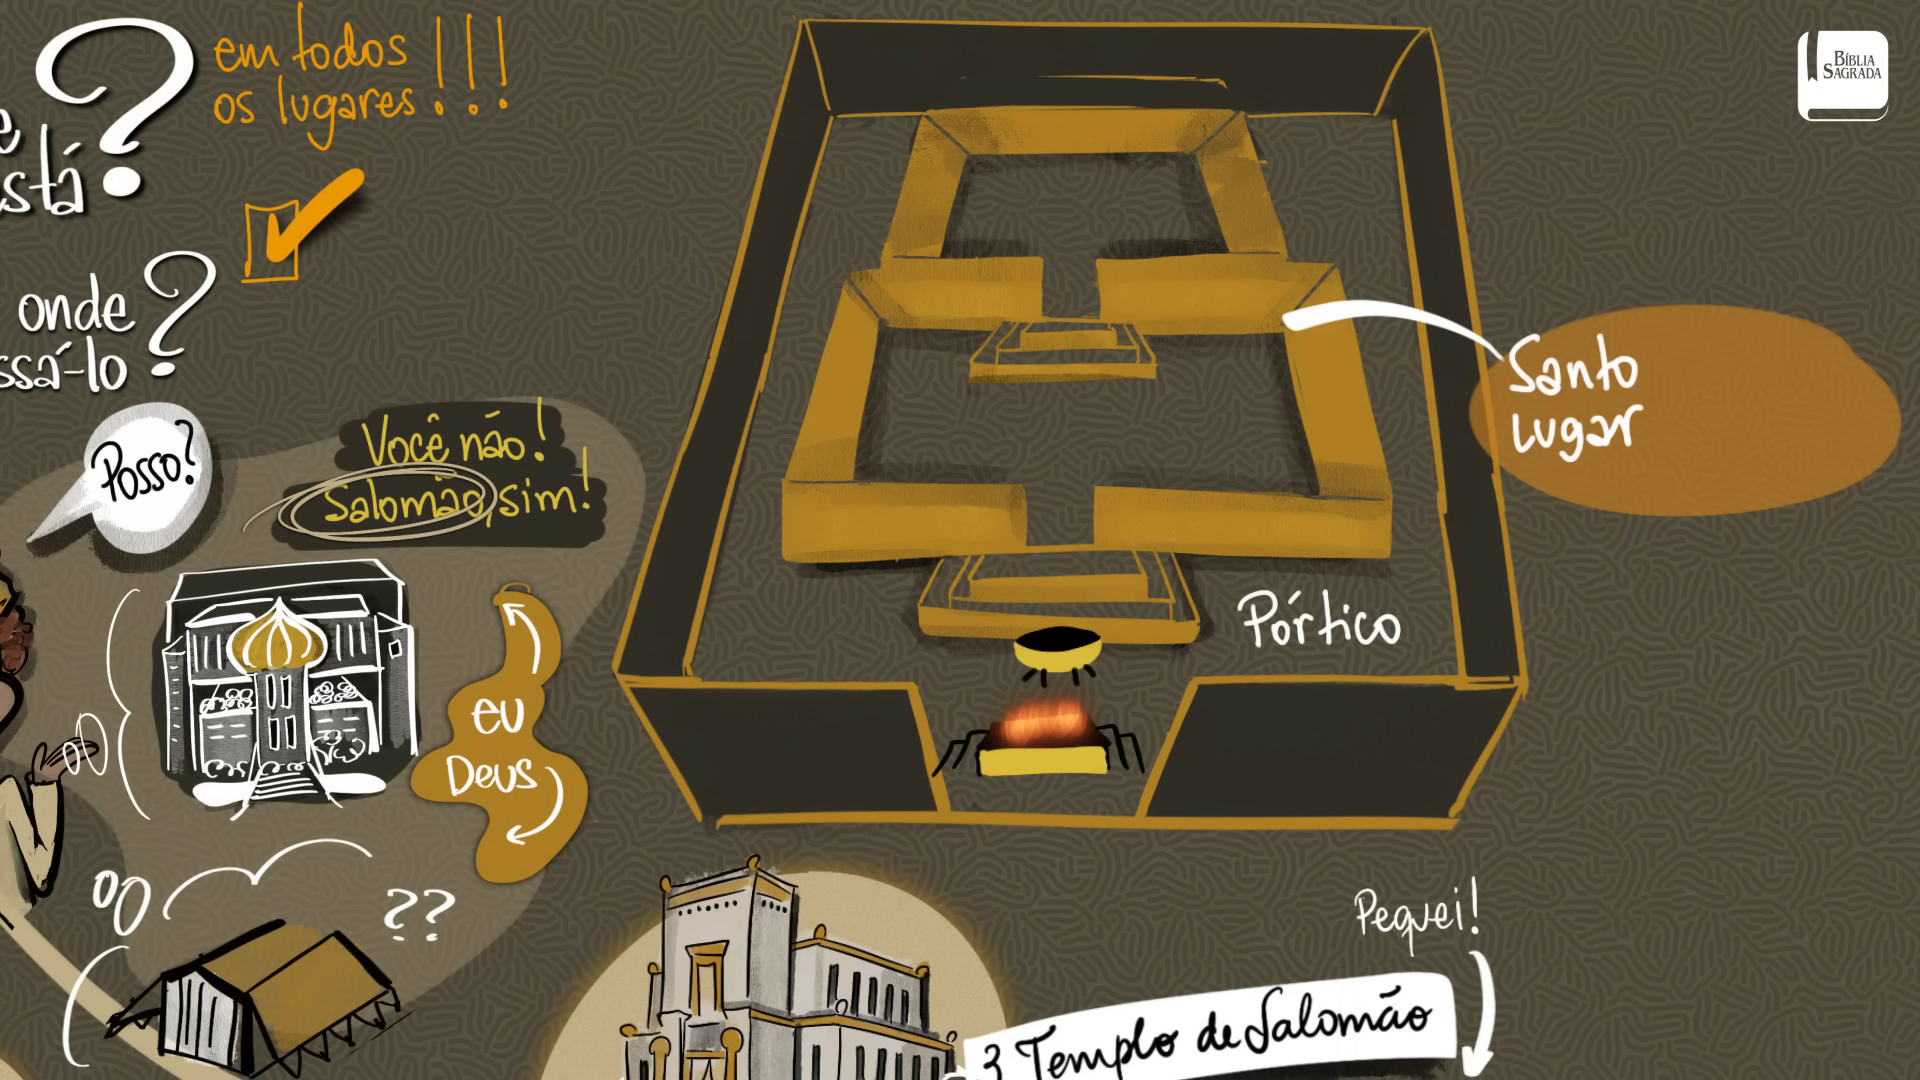 em todos
os lugares!!!
?
stá
onde
?
ssá-lo
BÍBLIA
SAGRADA
Santo
lugar
Posso?
Você não!
Salomão, sim!
Pórtico
eu
Deus
??
Pequei!
3 Templo de Salomão